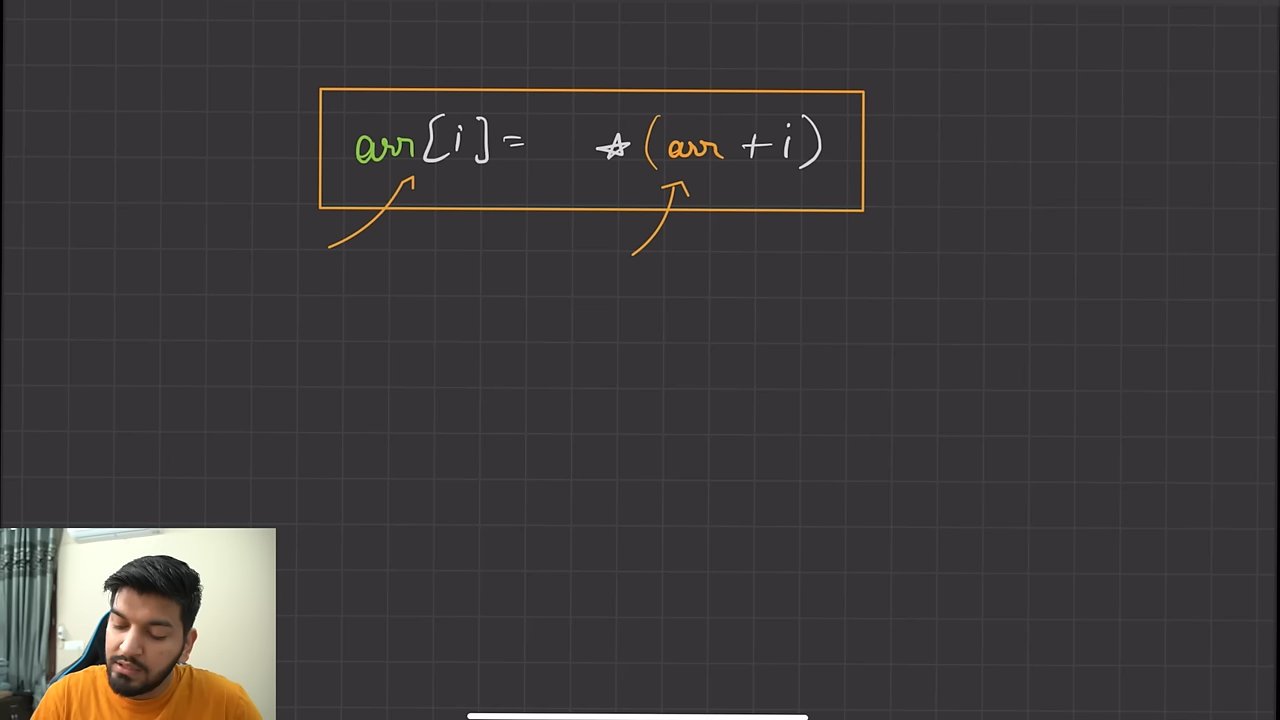 arr[i] = *(arr + i)